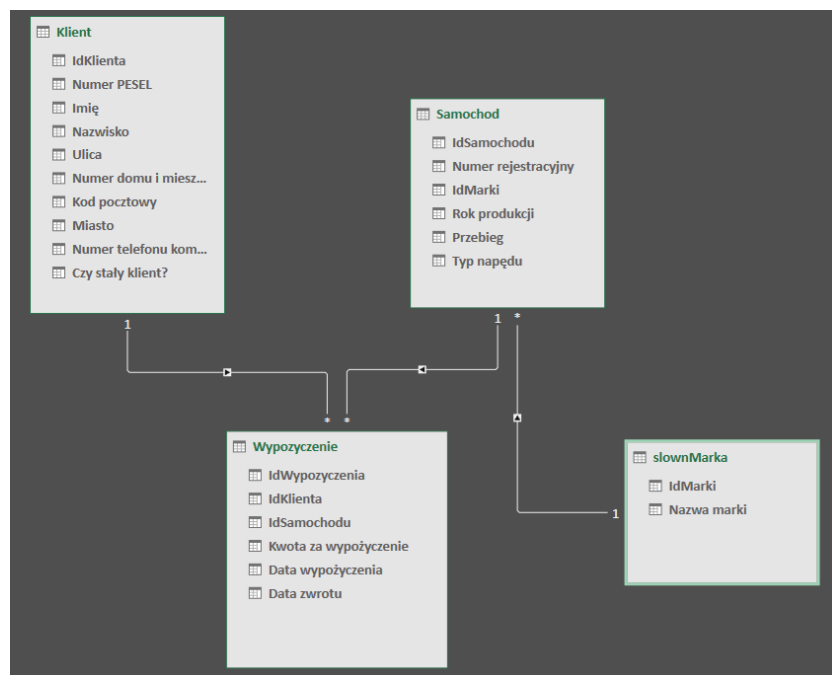 Klient
IdKlienta
Numer PESEL
Imię
Nazwisko
Ulica
Numer domu i miesz...
Kod pocztowy
Miasto
Numer telefonu kom...
Czy stały klient?
1
Samochod
IdSamochodu
Numer rejestracyjny
IdMarki
Rok produkcji
Przebieg
Typ napędu
1 *
* *
Wypozyczenie
IdWypozyczenia
IdKlienta
IdSamochodu
Kwota za wypożyczenie
Data wypożyczenia
Data zwrotu
slownMarka
IdMarki
Nazwa marki
1